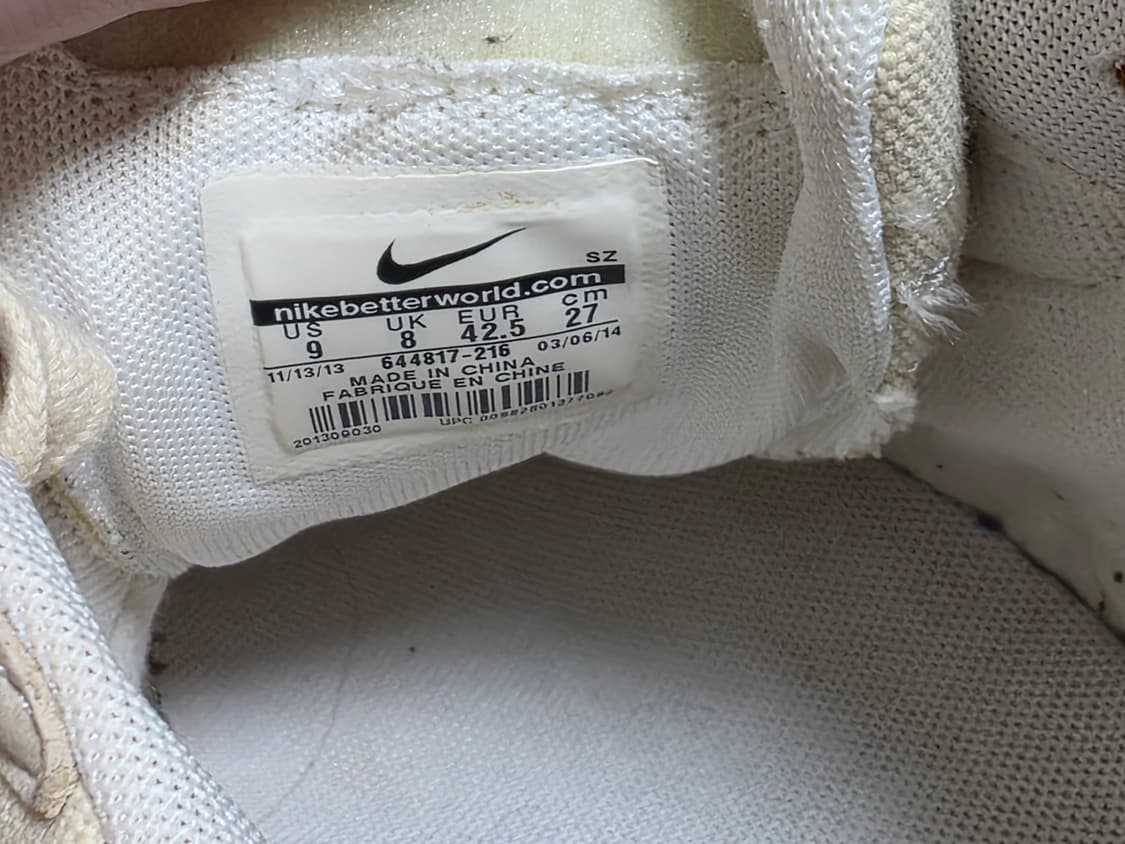 SZ
nikebetterworld.com
US UK EUR cm
9 8 42.5 27
11/13/13 644817-216 03/06/14
MADE IN CHINA
FABRIQUE EN CHINE
201309030 UPC